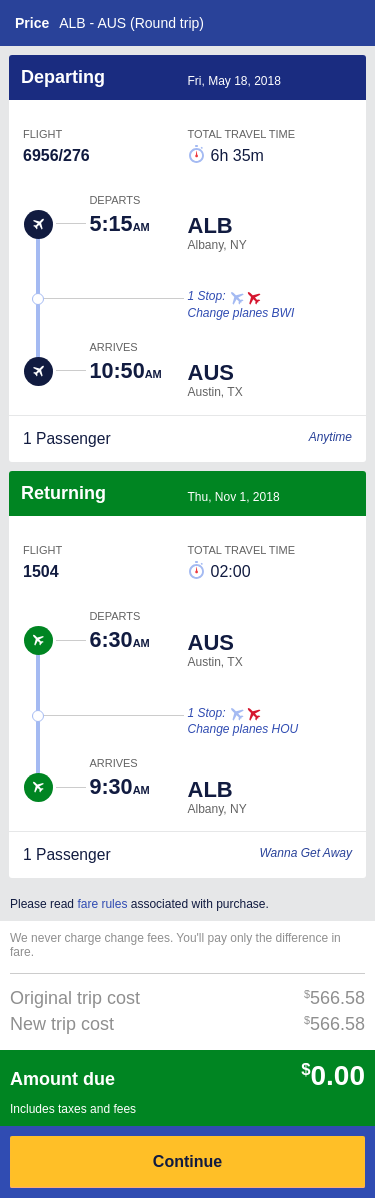 Price ALB - AUS (Round trip)
Departing Fri, May 18, 2018
FLIGHT TOTAL TRAVEL TIME
6956/276 6h 35m
DEPARTS
5:15AM ALB
Albany, NY
1 Stop:
Change planes BWI
ARRIVES
10:50AM AUS
Austin, TX
1 Passenger Anytime
Returning Thu, Nov 1, 2018
FLIGHT TOTAL TRAVEL TIME
1504 02:00
DEPARTS
6:30AM AUS
Austin, TX
1 Stop:
Change planes HOU
ARRIVES
9:30AM ALB
Albany, NY
1 Passenger Wanna Get Away
Please read fare rules associated with purchase.
We never charge change fees. You'll pay only the difference in
fare.
Original trip cost $566.58
New trip cost $566.58
Amount due $0.00
Includes taxes and fees
Continue